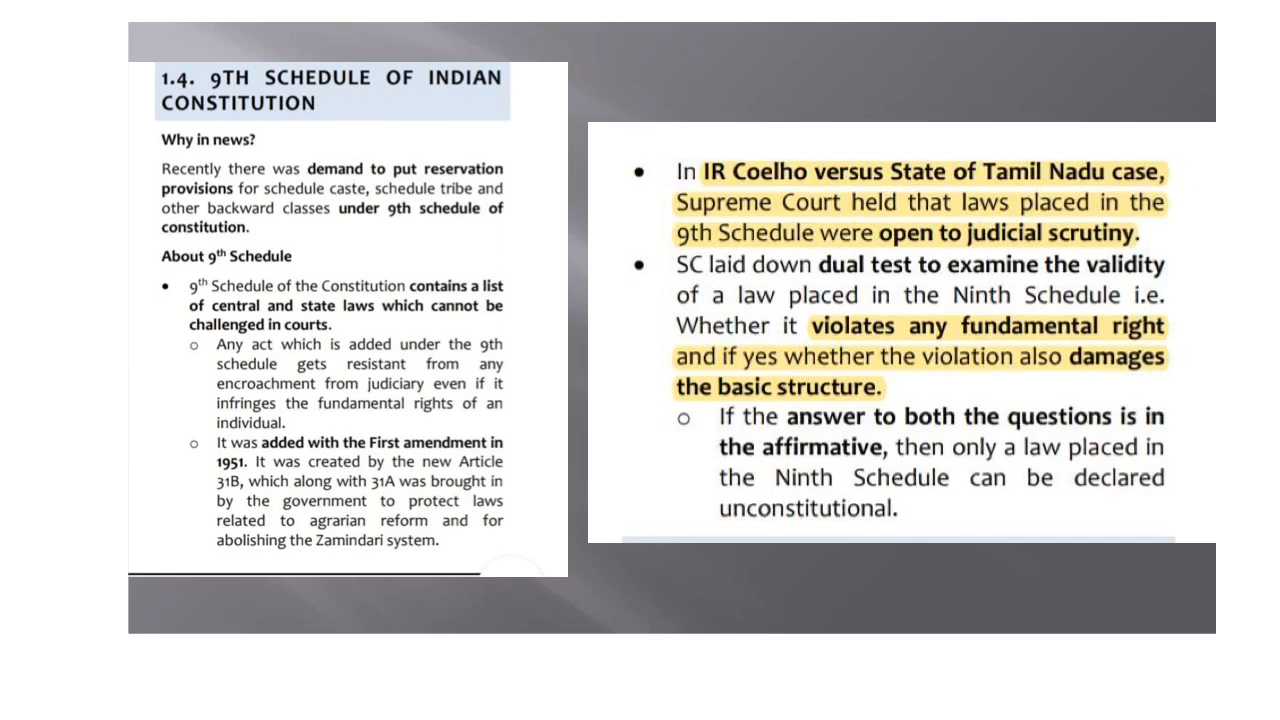 1.4. 9TH SCHEDULE OF INDIAN
CONSTITUTION
Why in news?
Recently there was demand to put reservation
provisions for schedule caste, schedule tribe and
other backward classes under 9th schedule of
constitution.
About 9th Schedule
• 9th Schedule of the Constitution contains a list
of central and state laws which cannot be
challenged in courts.
o Any act which is added under the 9th
schedule gets resistant from any
encroachment from judiciary even if it
infringes the fundamental rights of an
individual.
o It was added with the First amendment in
1951. It was created by the new Article
31B, which along with 31A was brought in
by the government to protect laws
related to agrarian reform and for
abolishing the Zamindari system.
• In IR Coelho versus State of Tamil Nadu case,
Supreme Court held that laws placed in the
9th Schedule were open to judicial scrutiny.
• SC laid down dual test to examine the validity
of a law placed in the Ninth Schedule i.e.
Whether it violates any fundamental right
and if yes whether the violation also damages
the basic structure.
o If the answer to both the questions is in
the affirmative, then only a law placed in
the Ninth Schedule can be declared
unconstitutional.